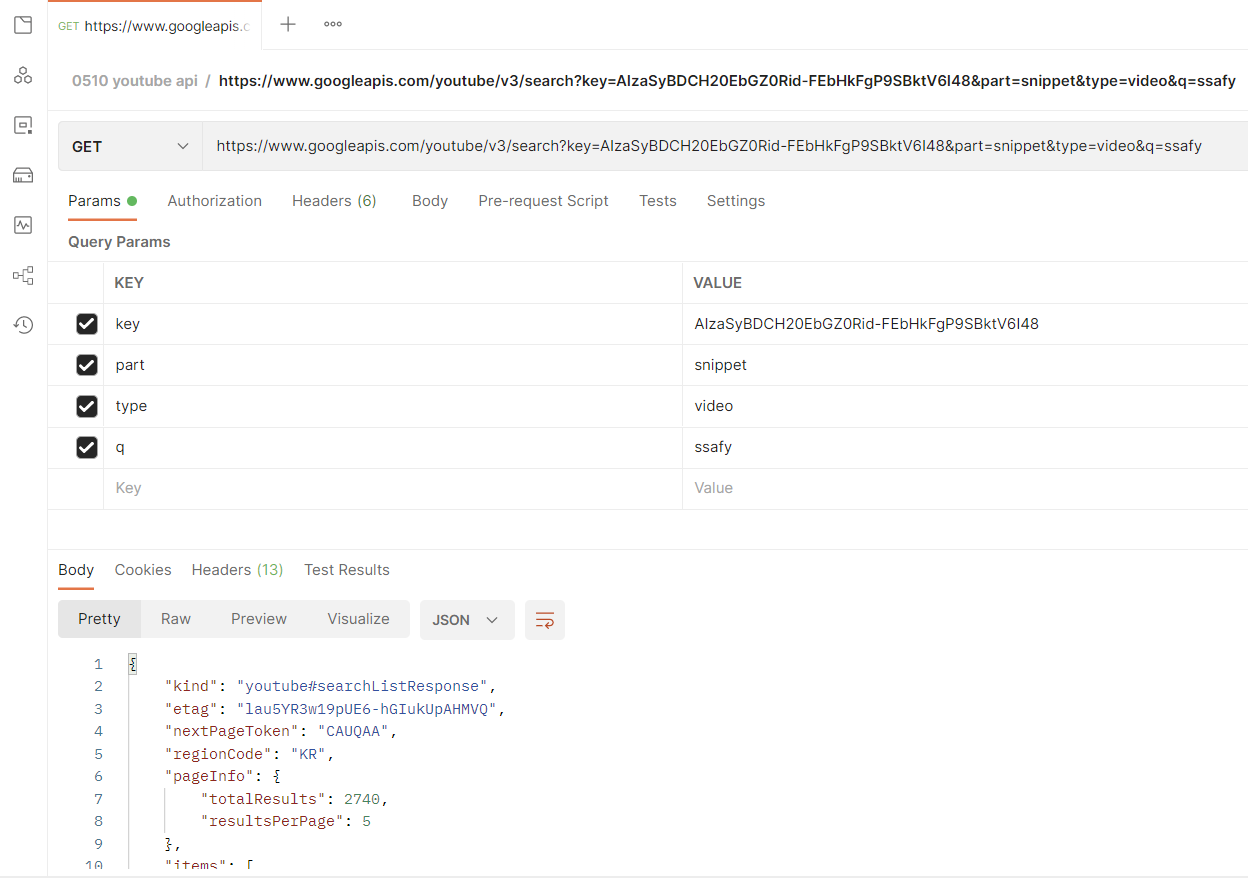 GET https://www.googleapis.c
0510 youtube api / https://www.googleapis.com/youtube/v3/search?key=AIzaSyBDCH20EbGZ0Rid-FEbHkFgP9SBktV6I48&part=snippet&type=video&q=ssafy
GET https://www.googleapis.com/youtube/v3/search?key=AIzaSyBDCH20EbGZ0Rid-FEbHkFgP9SBktV6I48&part=snippet&type=video&q=ssafy
Params Authorization Headers (6) Body Pre-request Script Tests Settings
Query Params
KEY VALUE
key AIzaSyBDCH20EbGZ0Rid-FEbHkFgP9SBktV6I48
part snippet
type video
q ssafy
Key Value
Body Cookies Headers (13) Test Results
Pretty Raw Preview Visualize JSON
1 {
2 "kind": "youtube#searchListResponse",
3 "etag": "lau5YR3w19pUE6-hGIukUpAHMVQ",
4 "nextPageToken": "CAUQAA",
5 "regionCode": "KR",
6 "pageInfo": {
7 "totalResults": 2740,
8 "resultsPerPage": 5
9 },
10 "items": [